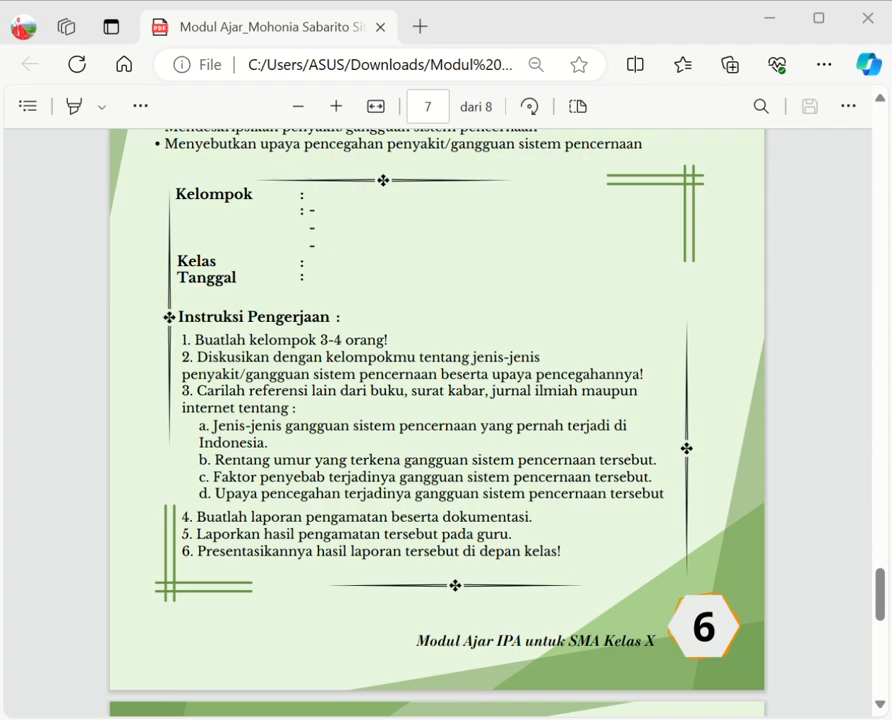 Modul Ajar_Mohonia Sabarito Sit
File
C:/Users/ASUS/Downloads/Modul%20...
7 dari 8
Mendeskripsikan penyakit/gangguan sistem pencernaan
• Menyebutkan upaya pencegahan penyakit/gangguan sistem pencernaan
Kelompok :
: -
-
-
Kelas :
Tanggal :
Instruksi Pengerjaan :
1. Buatlah kelompok 3-4 orang!
2. Diskusikan dengan kelompokmu tentang jenis-jenis
penyakit/gangguan sistem pencernaan beserta upaya pencegahannya!
3. Carilah referensi lain dari buku, surat kabar, jurnal ilmiah maupun
internet tentang :
a. Jenis-jenis gangguan sistem pencernaan yang pernah terjadi di
Indonesia.
b. Rentang umur yang terkena gangguan sistem pencernaan tersebut.
c. Faktor penyebab terjadinya gangguan sistem pencernaan tersebut.
d. Upaya pencegahan terjadinya gangguan sistem pencernaan tersebut
4. Buatlah laporan pengamatan beserta dokumentasi.
5. Laporkan hasil pengamatan tersebut pada guru.
6. Presentasikannya hasil laporan tersebut di depan kelas!
Modul Ajar IPA untuk SMA Kelas X
6